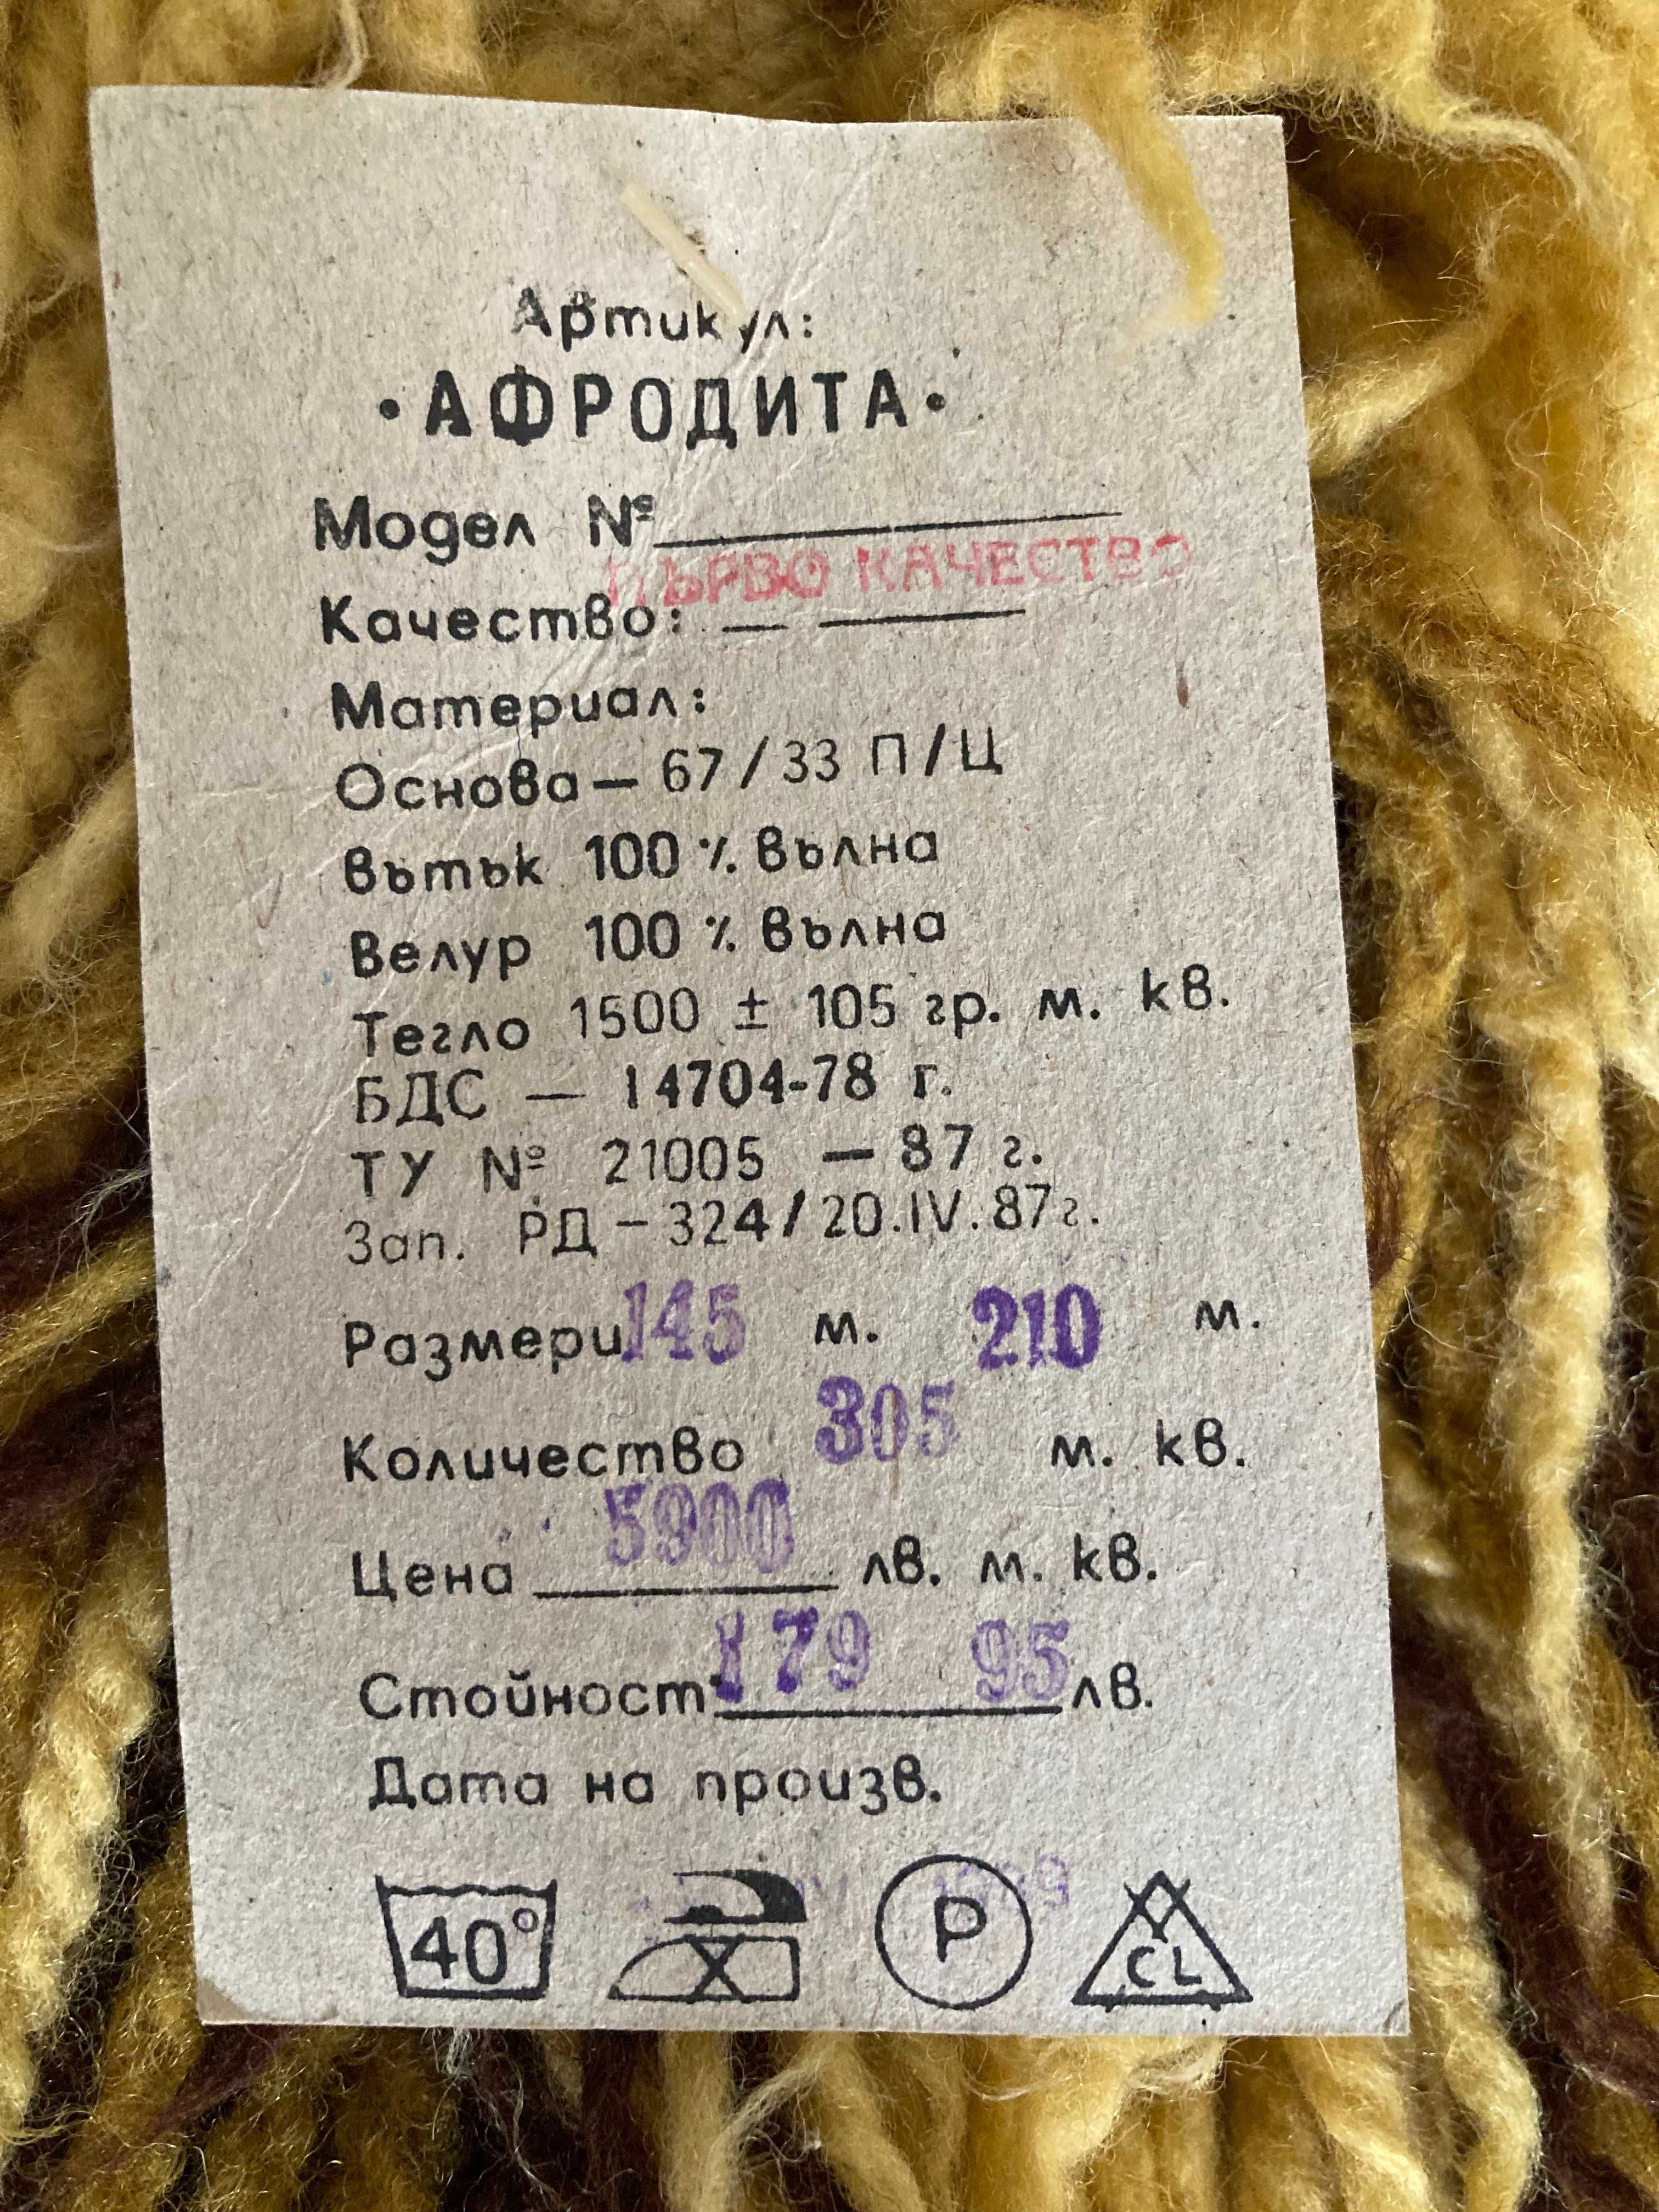 Артикул:
•АФРОДИТА•
Модел №
ПЪРВО КАЧЕСТВО
Качество:
Материал:
Основа — 67/33 П/Ц
Вътък 100% вълна
Велур 100% вълна
Тегло 1500 ± 105 гр. м. кв.
БДС — 14704-78 г.
ТУ № 21005 — 87 г.
Зап. РД — 324/20.IV.87г.
Размери 145 м. 210 м.
Количество 305 м. кв.
Цена 5900 лв. м. кв.
Стойност 179 95 лв.
Дата на произв.
40° P CL